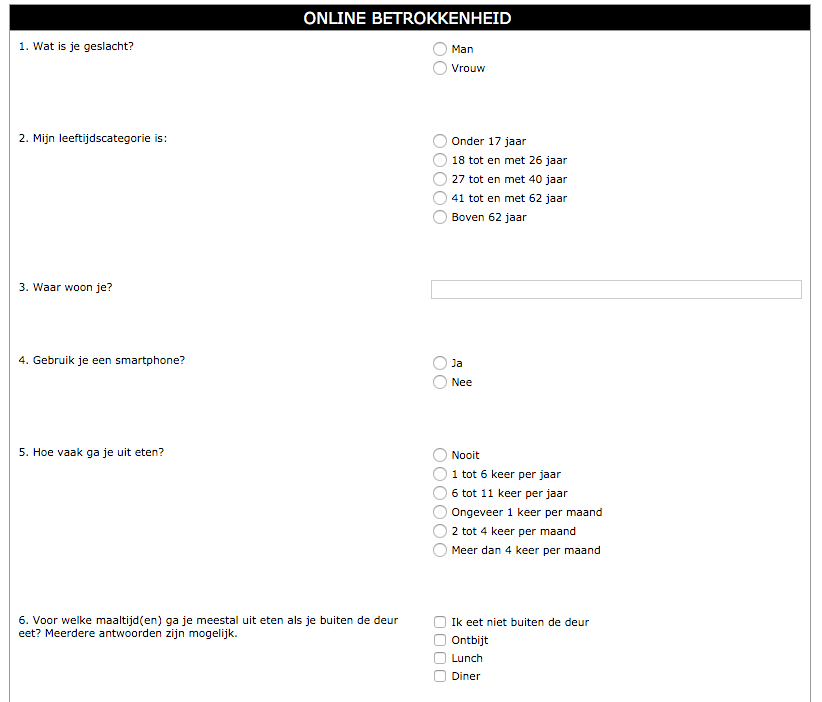 ONLINE BETROKKENHEID
1. Wat is je geslacht?
Man
Vrouw
2. Mijn leeftijdscategorie is:
Onder 17 jaar
18 tot en met 26 jaar
27 tot en met 40 jaar
41 tot en met 62 jaar
Boven 62 jaar
3. Waar woon je?
4. Gebruik je een smartphone?
Ja
Nee
5. Hoe vaak ga je uit eten?
Nooit
1 tot 6 keer per jaar
6 tot 11 keer per jaar
Ongeveer 1 keer per maand
2 tot 4 keer per maand
Meer dan 4 keer per maand
6. Voor welke maaltijd(en) ga je meestal uit eten als je buiten de deur
eet? Meerdere antwoorden zijn mogelijk.
Ik eet niet buiten de deur
Ontbijt
Lunch
Diner